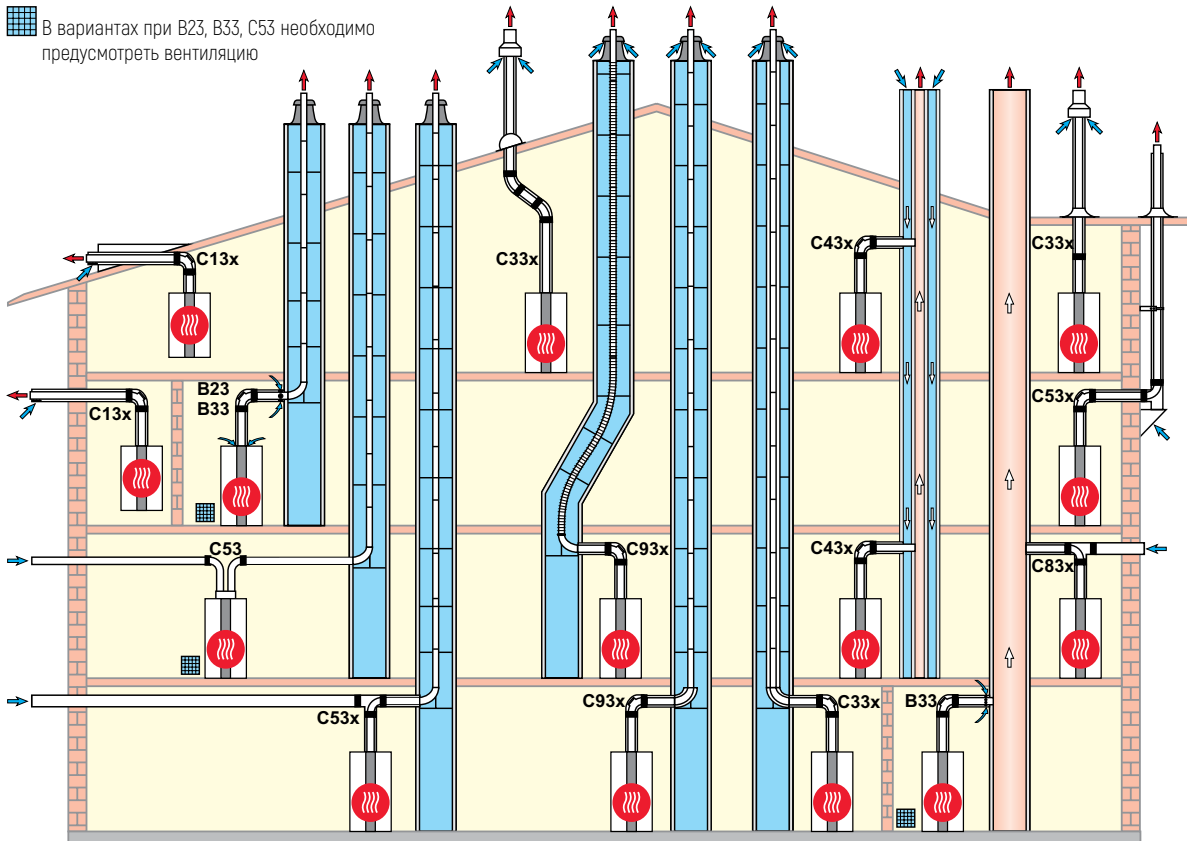 В вариантах при B23, B33, C53 необходимо
предусмотреть вентиляцию
C13x
C33x
C43x
C33x
C13x
B23
B33
C53x
C53
C93x
C43x
C83x
C53x
C93x
C33x
B33